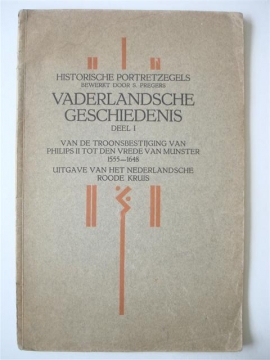 HISTORISCHE PORTRETZEGELS
BEWERKT DOOR S. PREGERS
VADERLANDSCHE
GESCHIEDENIS
DEEL I
VAN DE TROONSBESTIJGING VAN
PHILIPS II TOT DEN VREDE VAN MUNSTER
1555—1648
UITGAVE VAN HET NEDERLANDSCHE
ROODE KRUIS